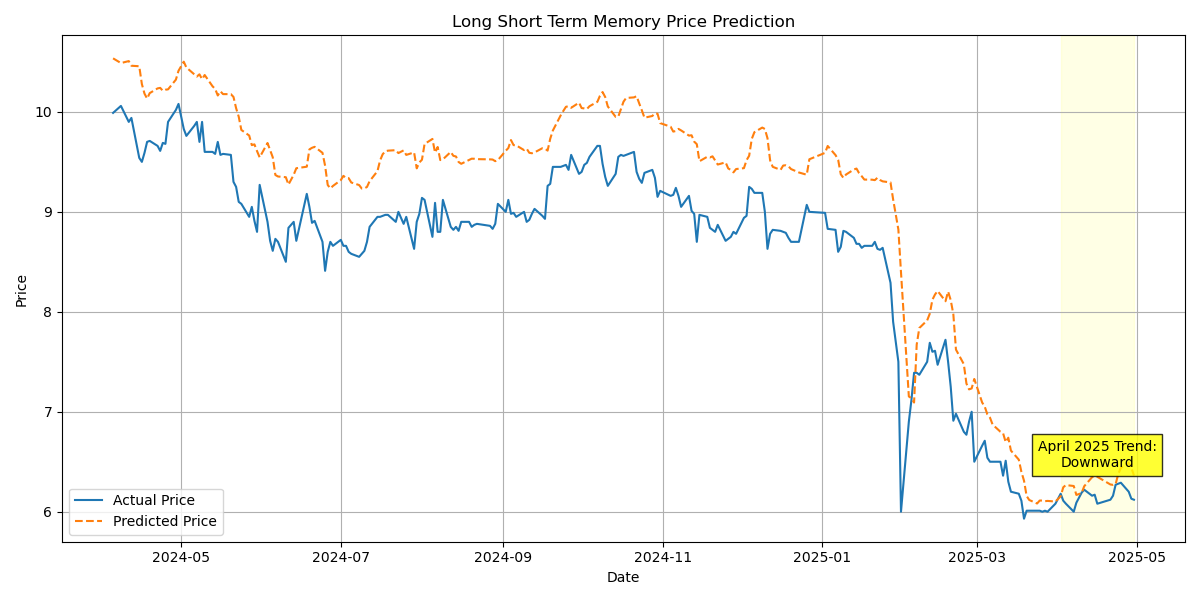 Long Short Term Memory Price Prediction
10
9
8
7
6
Price
April 2025 Trend:
Downward
Actual Price
Predicted Price
2024-05
2024-07
2024-09
2024-11
2025-01
2025-03
2025-05
Date